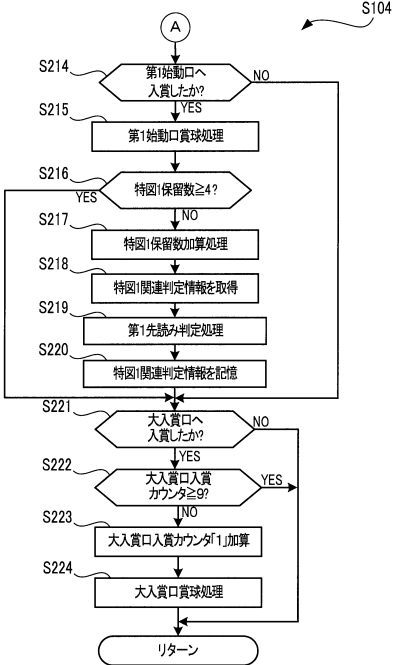 S104
A
S214
第1始動口へ
入賞したか?
NO
YES
S215
第1始動口賞球処理
S216
特図1保留数≧4?
YES
NO
S217
特図1保留数加算処理
S218
特図1関連判定情報を取得
S219
第1先読み判定処理
S220
特図1関連判定情報を記憶
S221
大入賞口へ
入賞したか?
NO
YES
S222
大入賞口入賞
カウンタ≧9?
YES
NO
S223
大入賞口入賞カウンタ「1」加算
S224
大入賞口賞球処理
リターン